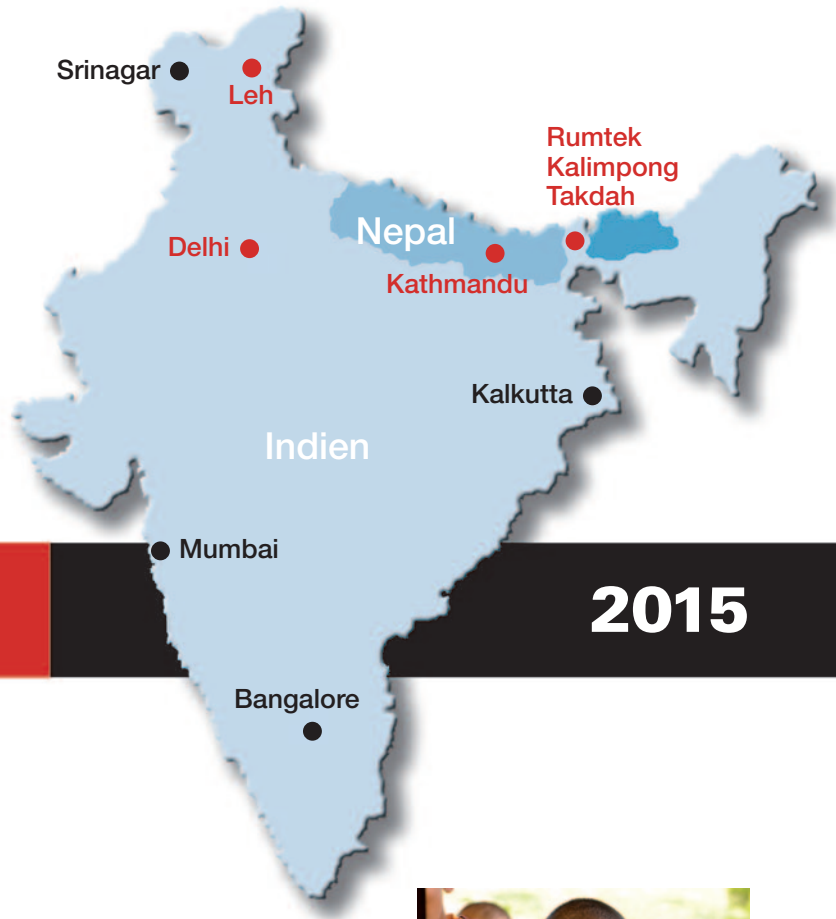 Srinagar
Leh
Rumtek
Kalimpong
Takdah
Nepal
Delhi
Kathmandu
Kalkutta
Indien
Mumbai
2015
Bangalore